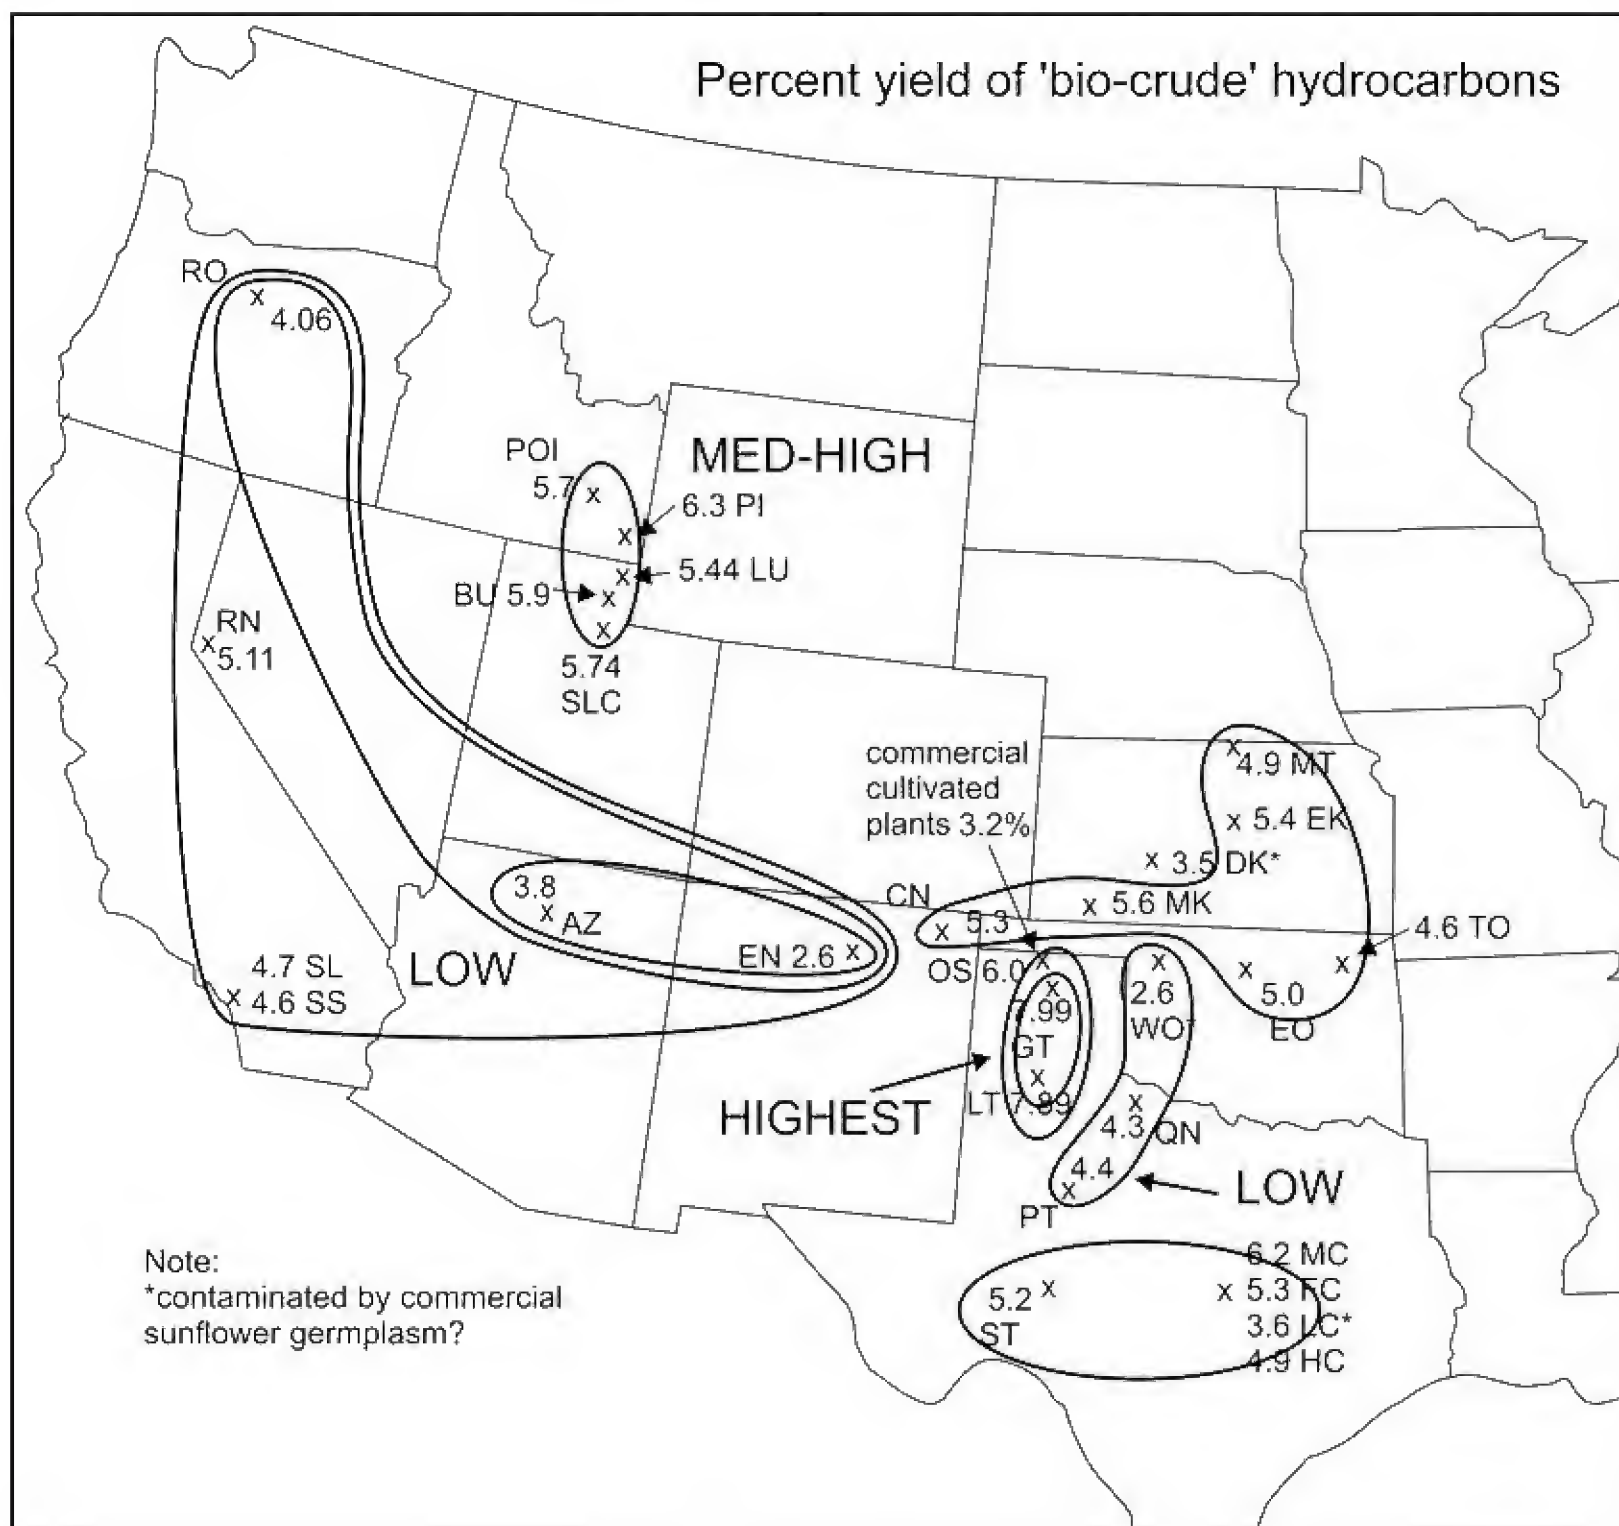 Percent yield of 'bio-crude' hydrocarbons
RO
4.06
POI
5.7
MED-HIGH
6.3 PI
5.44 LU
BU 5.9
5.74
SLC
RN
5.11
commercial
cultivated
plants 3.2%
4.9 MT
5.4 EK
3.5 DK*
CN
5.3
5.6 MK
4.6 TO
3.8
AZ
EN 2.6
LOW
4.7 SL
4.6 SS
OS 6.0
7.99
GT
2.6
WO
5.0
EO
HIGHEST
LT 7.39
4.3 QN
4.4
PT
LOW
Note:
*contaminated by commercial
sunflower germplasm?
5.2
ST
6.2 MC
5.3 FC
3.6 LC*
4.9 HC